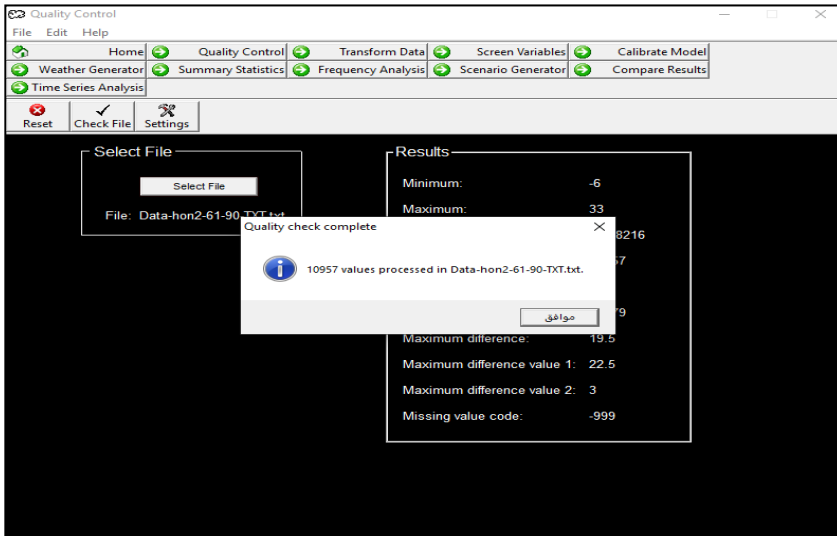 Quality Control
File Edit Help
Home Quality Control Transform Data Screen Variables Calibrate Model
Weather Generator Summary Statistics Frequency Analysis Scenario Generator Compare Results
Time Series Analysis
Reset Check File Settings
Select File
Select File
File: Data-hon2-61-90-TXT.txt
Results
Minimum: -6
Maximum: 33
8216
Quality check complete
10957 values processed in Data-hon2-61-90-TXT.txt.
موافق
Maximum difference: 19.5
Maximum difference value 1: 22.5
Maximum difference value 2: 3
Missing value code: -999